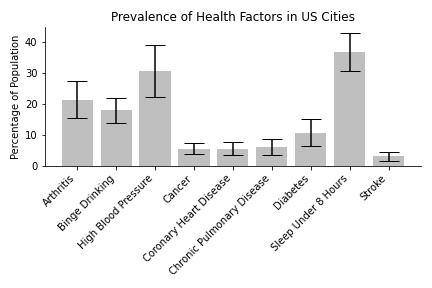 Prevalence of Health Factors in US Cities
Percentage of Population
40
30
20
10
0
Arthritis
Binge Drinking
High Blood Pressure
Cancer
Coronary Heart Disease
Chronic Pulmonary Disease
Diabetes
Sleep Under 8 Hours
Stroke